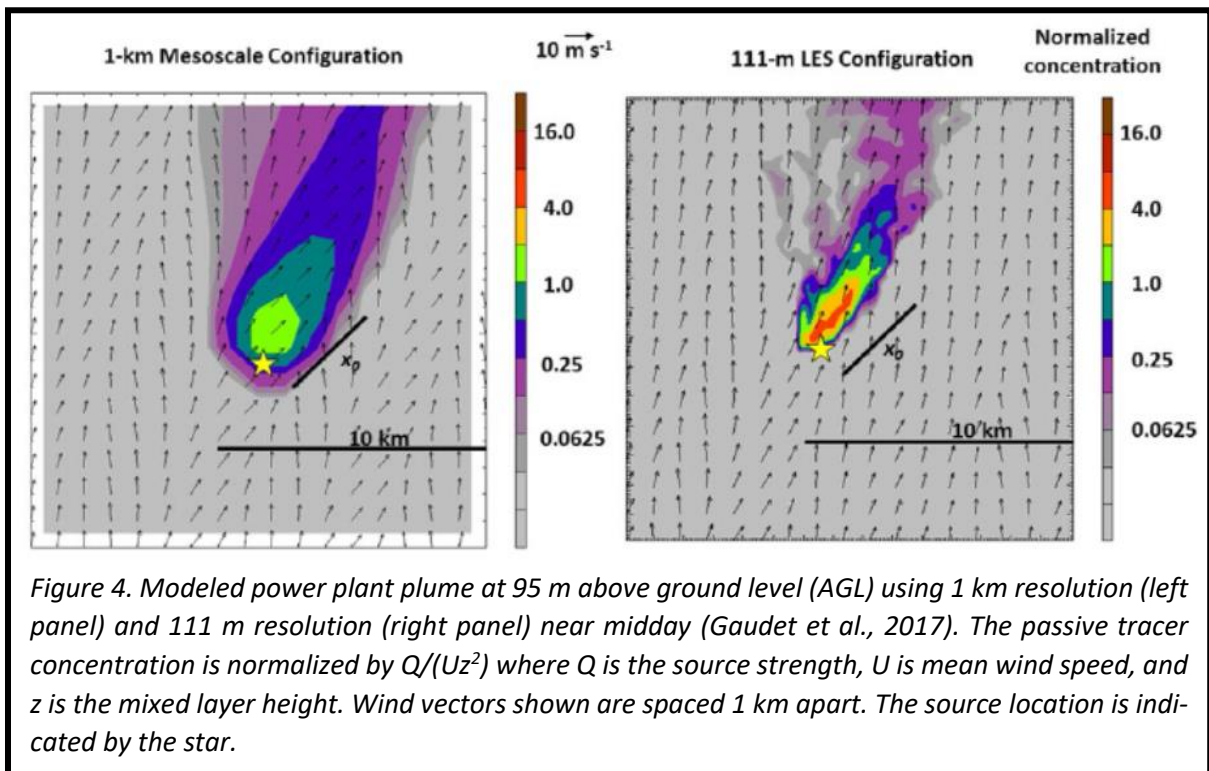 1-km Mesoscale Configuration
10 m s⁻¹
111-m LES Configuration
Normalized
concentration
16.0
4.0
1.0
0.25
0.0625
x₀
10 km
16.0
4.0
1.0
0.25
0.0625
10 km
Figure 4. Modeled power plant plume at 95 m above ground level (AGL) using 1 km resolution (left
panel) and 111 m resolution (right panel) near midday (Gaudet et al., 2017). The passive tracer
concentration is normalized by Q/(Uz²) where Q is the source strength, U is mean wind speed, and
z is the mixed layer height. Wind vectors shown are spaced 1 km apart. The source location is indi-
cated by the star.